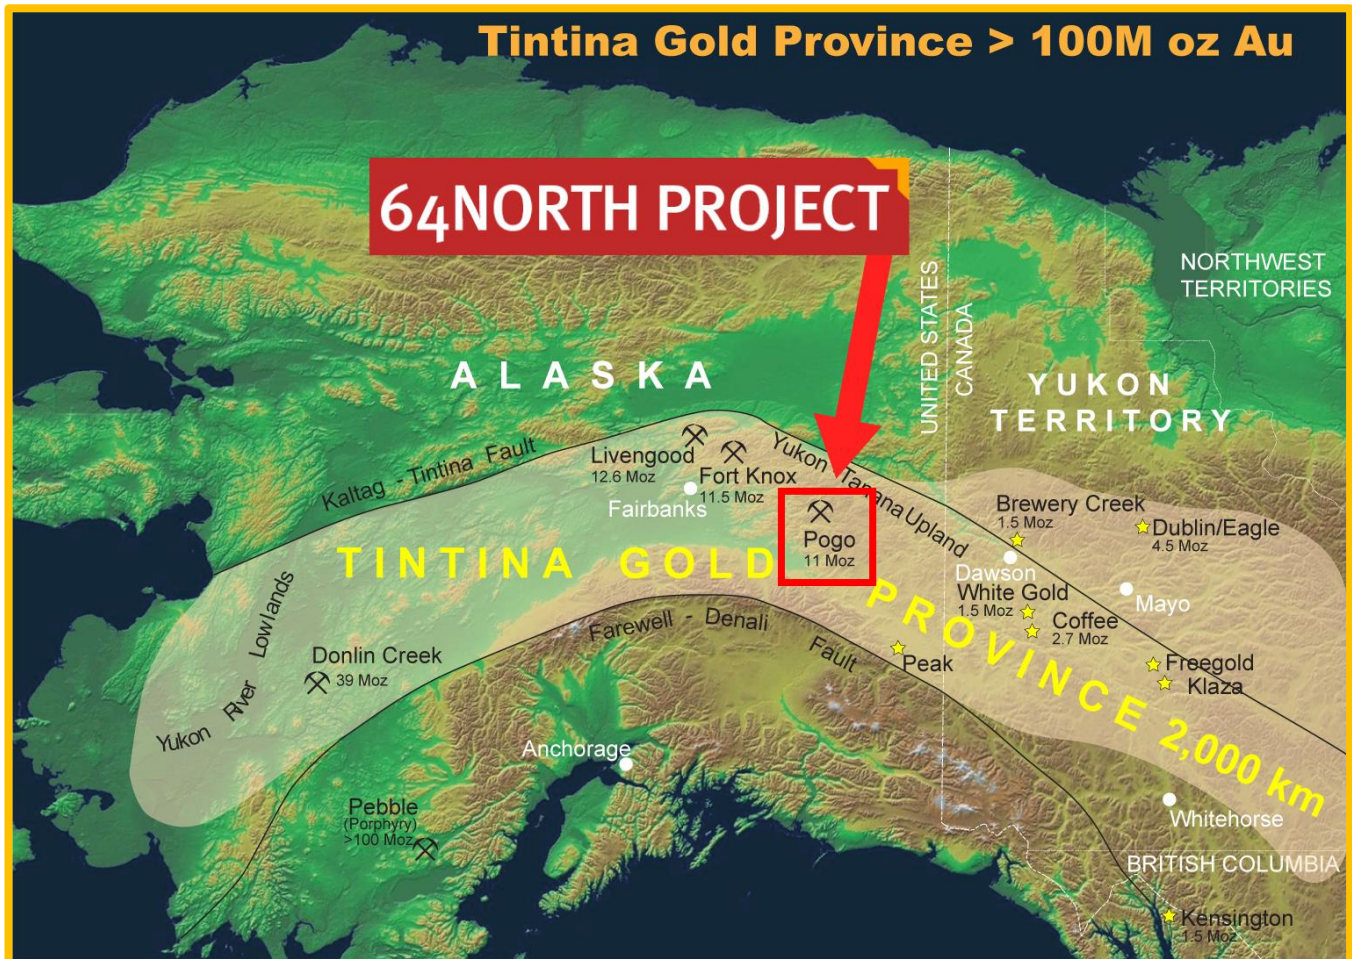 Tintina Gold Province > 100M oz Au
64NORTH PROJECT
NORTHWEST
TERRITORIES
UNITED STATES
CANADA
ALASKA
YUKON
TERRITORY
Kaltag - Tintina Fault
Livengood
12.6 Moz
Fort Knox
11.5 Moz
Fairbanks
Yukon - Tanana Upland
Pogo
11 Moz
Brewery Creek
1.5 Moz
Dublin/Eagle
4.5 Moz
Dawson
Mayo
White Gold
1.5 Moz
Coffee
2.7 Moz
TINTINA GOLD PROVINCE 2,000 km
Yukon River Lowlands
Farewell - Denali Fault
Donlin Creek
39 Moz
Peak
Freegold
Klaza
Anchorage
Pebble
(Porphyry)
>100 Moz
Whitehorse
BRITISH COLUMBIA
Kensington
1.5 Moz